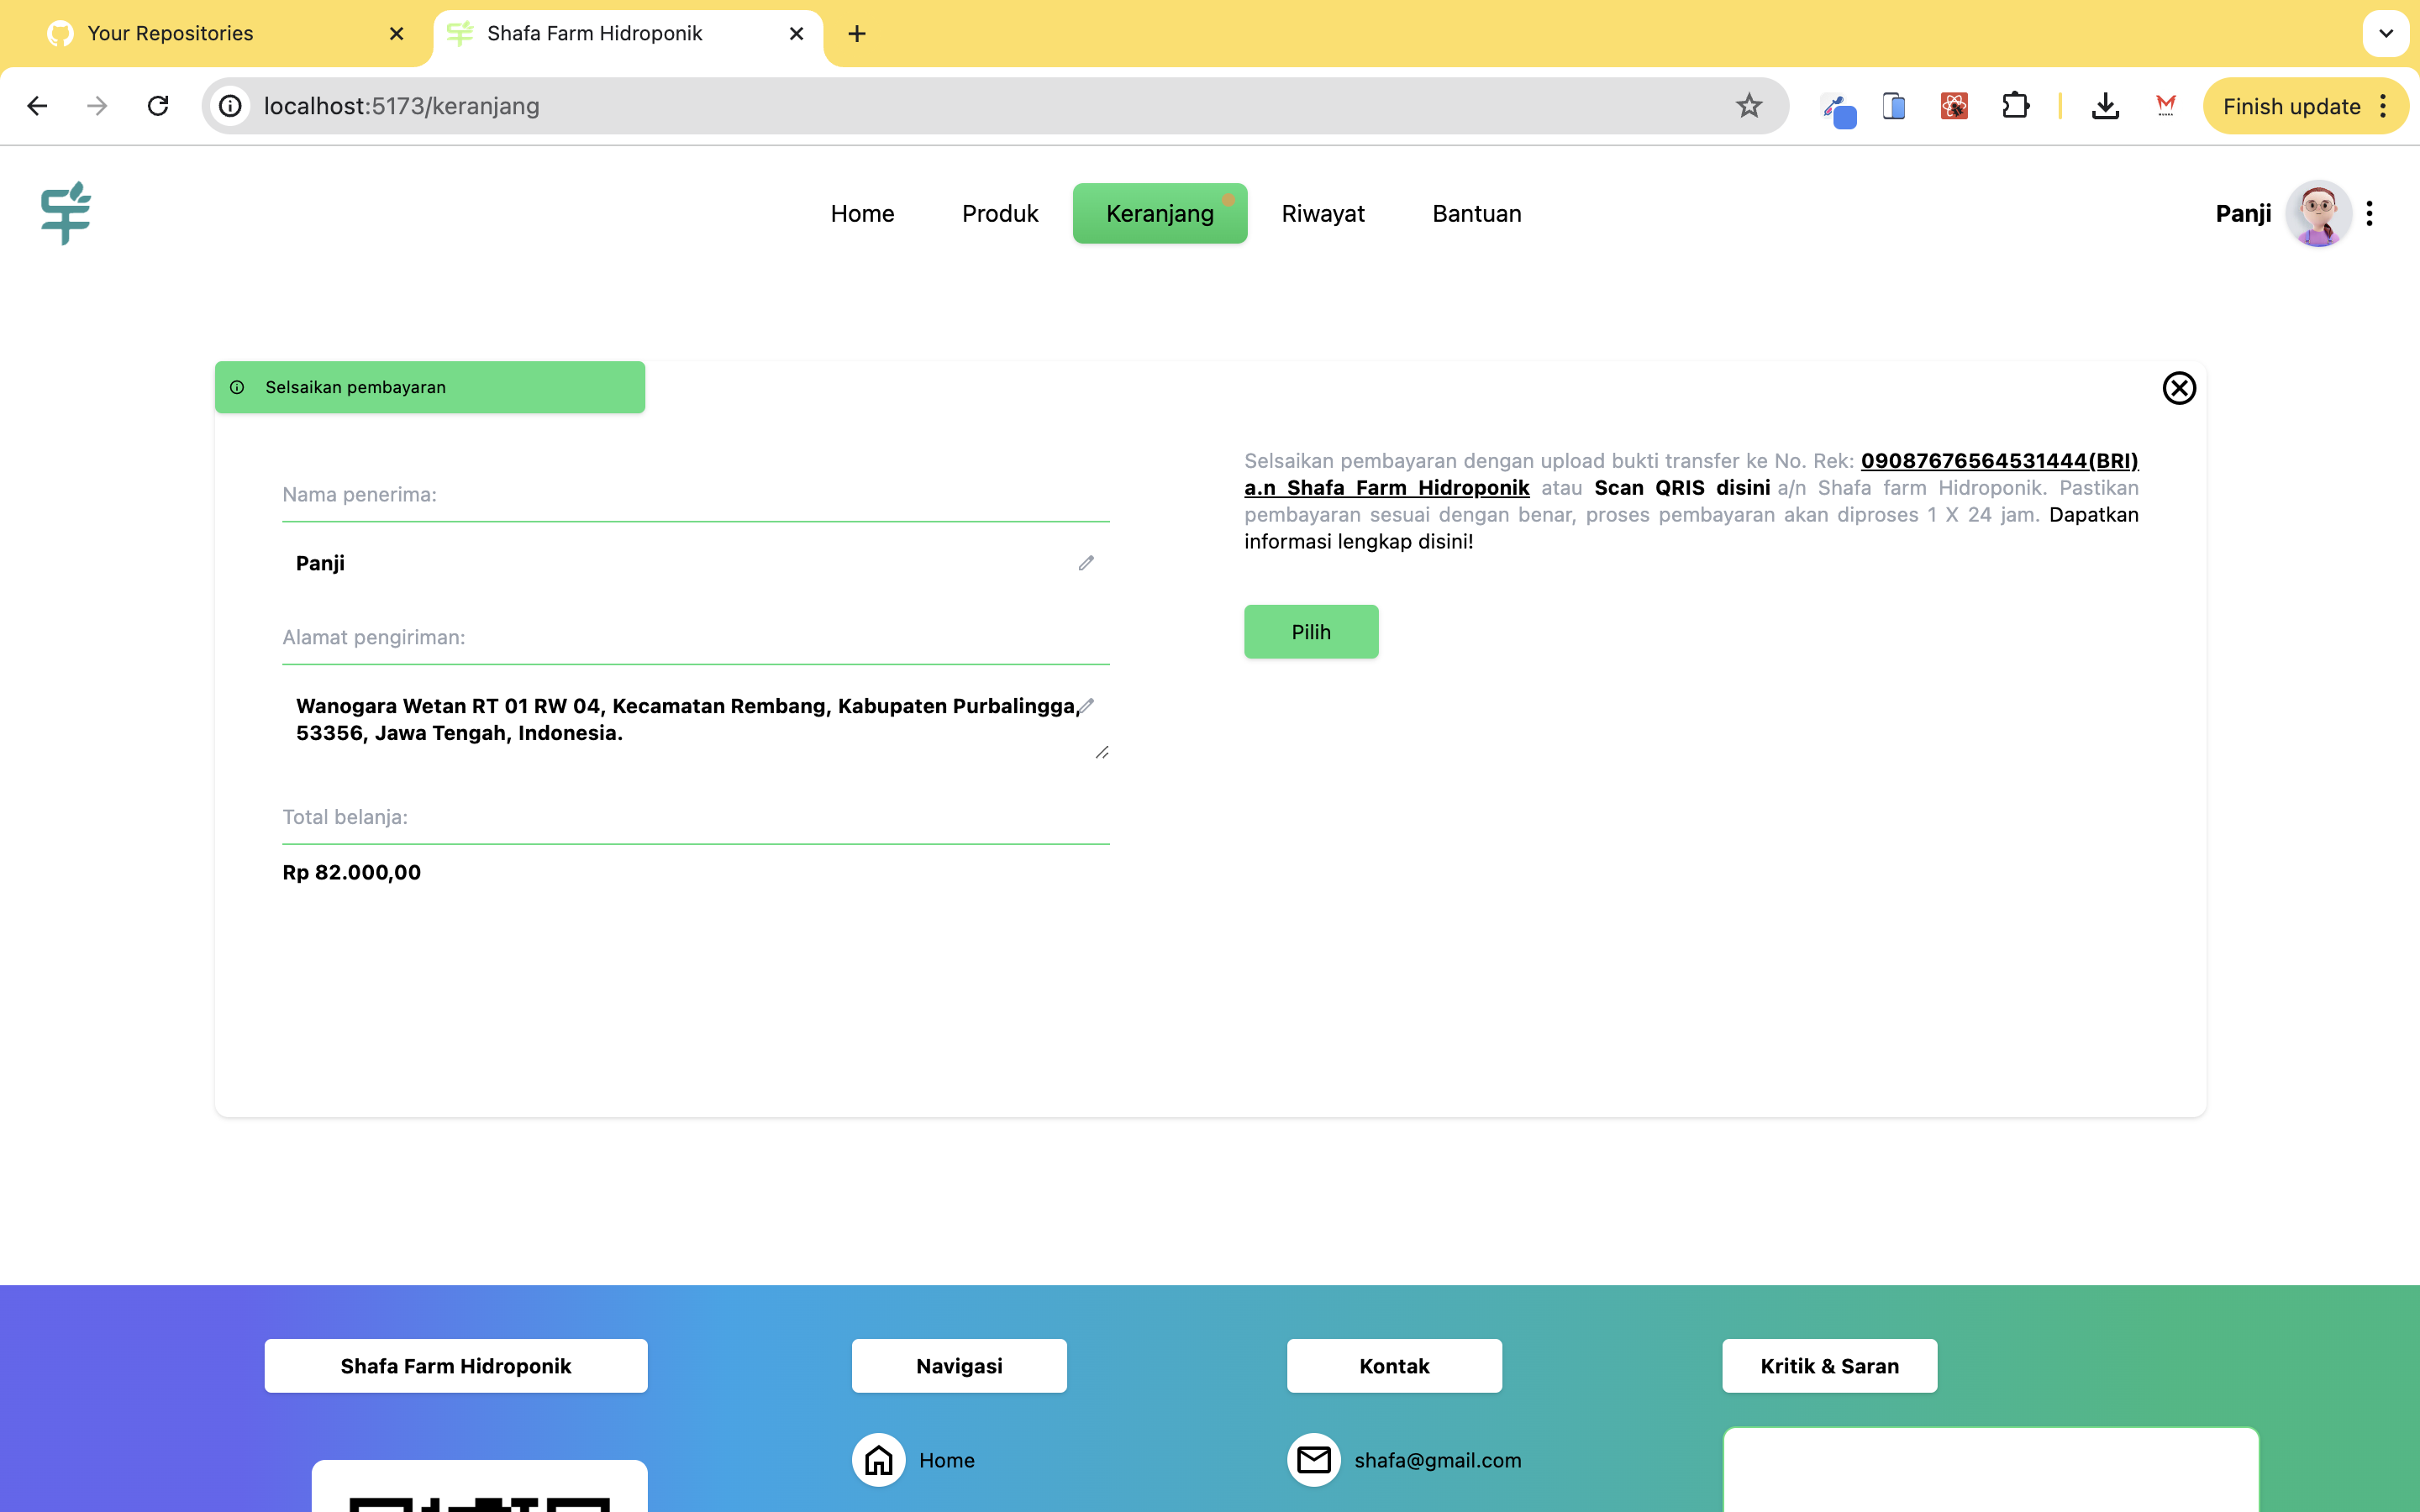 Your Repositories
Shafa Farm Hidroponik
localhost:5173/keranjang
Finish update
Home
Produk
Keranjang
Riwayat
Bantuan
Panji
Selsaikan pembayaran
Nama penerima:
Panji
Alamat pengiriman:
Wanogara Wetan RT 01 RW 04, Kecamatan Rembang, Kabupaten Purbalingga,
53356, Jawa Tengah, Indonesia.
Total belanja:
Rp 82.000,00
Selsaikan pembayaran dengan upload bukti transfer ke No. Rek: 09087676564531444(BRI)
a.n Shafa Farm Hidroponik atau Scan QRIS disini a/n Shafa farm Hidroponik. Pastikan
pembayaran sesuai dengan benar, proses pembayaran akan diproses 1 X 24 jam. Dapatkan
informasi lengkap disini!
Pilih
Shafa Farm Hidroponik
Navigasi
Home
Kontak
shafa@gmail.com
Kritik & Saran